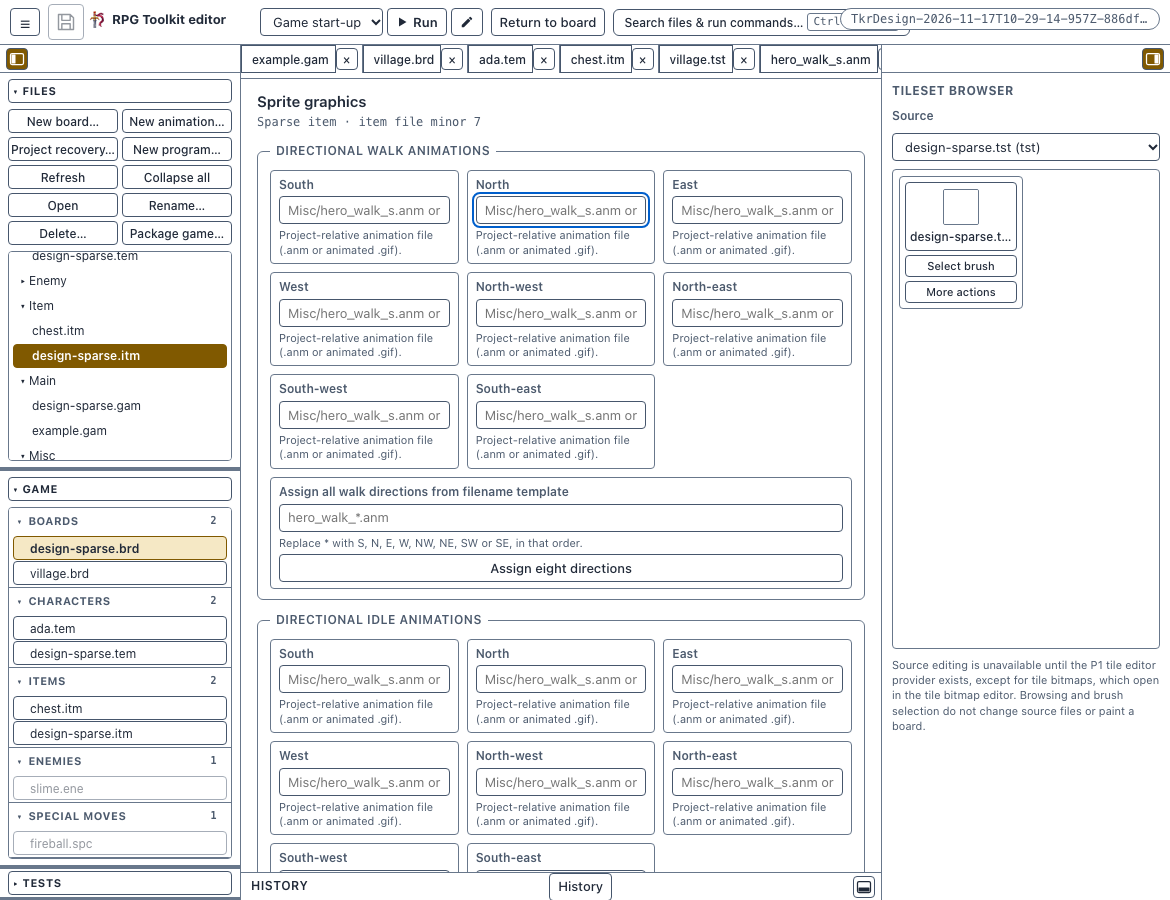 RPG Toolkit editor
Game start-up
Run
Return to board
Search files & run commands...
Ctrl
TkrDesign-2026-11-17T10-29-14-957Z-886df...
FILES
New board...
New animation...
Project recovery...
New program...
Refresh
Collapse all
Open
Rename...
Delete...
Package game...
design-sparse.tem
Enemy
Item
chest.itm
design-sparse.itm
Main
design-sparse.gam
example.gam
Misc
GAME
BOARDS 2
design-sparse.brd
village.brd
CHARACTERS 2
ada.tem
design-sparse.tem
ITEMS 2
chest.itm
design-sparse.itm
ENEMIES 1
slime.ene
SPECIAL MOVES 1
fireball.spc
TESTS
example.gam ×
village.brd ×
ada.tem ×
chest.itm ×
village.tst ×
hero_walk_s.anm
Sprite graphics
Sparse item · item file minor 7
DIRECTIONAL WALK ANIMATIONS
South
Misc/hero_walk_s.anm or
Project-relative animation file
(.anm or animated .gif).
North
Misc/hero_walk_s.anm or
Project-relative animation file
(.anm or animated .gif).
East
Misc/hero_walk_s.anm or
Project-relative animation file
(.anm or animated .gif).
West
Misc/hero_walk_s.anm or
Project-relative animation file
(.anm or animated .gif).
North-west
Misc/hero_walk_s.anm or
Project-relative animation file
(.anm or animated .gif).
North-east
Misc/hero_walk_s.anm or
Project-relative animation file
(.anm or animated .gif).
South-west
Misc/hero_walk_s.anm or
Project-relative animation file
(.anm or animated .gif).
South-east
Misc/hero_walk_s.anm or
Project-relative animation file
(.anm or animated .gif).
Assign all walk directions from filename template
hero_walk_*.anm
Replace * with S, N, E, W, NW, NE, SW or SE, in that order.
Assign eight directions
DIRECTIONAL IDLE ANIMATIONS
South
Misc/hero_walk_s.anm or
Project-relative animation file
(.anm or animated .gif).
North
Misc/hero_walk_s.anm or
Project-relative animation file
(.anm or animated .gif).
East
Misc/hero_walk_s.anm or
Project-relative animation file
(.anm or animated .gif).
West
Misc/hero_walk_s.anm or
Project-relative animation file
(.anm or animated .gif).
North-west
Misc/hero_walk_s.anm or
Project-relative animation file
(.anm or animated .gif).
North-east
Misc/hero_walk_s.anm or
Project-relative animation file
(.anm or animated .gif).
South-west
South-east
HISTORY
History
TILESET BROWSER
Source
design-sparse.tst (tst)
design-sparse.t...
Select brush
More actions
Source editing is unavailable until the P1 tile editor
provider exists, except for tile bitmaps, which open
in the tile bitmap editor. Browsing and brush
selection do not change source files or paint a
board.